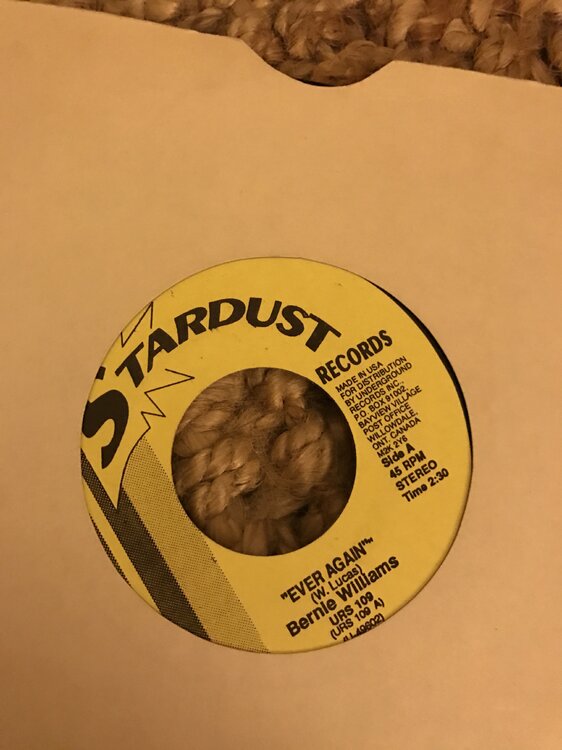 STARDUST
RECORDS
MADE IN USA
FOR DISTRIBUTION
BY UNDERGROUND
RECORDS INC.,
P.O. BOX 91002,
BAYVIEW VILLAGE
POST OFFICE
WILLOWDALE,
ONT. CANADA
M2K 2Y6
Side A
45 RPM
STEREO
Time 2:30
"EVER AGAIN"
(W. Lucas)
Bernie Williams
URS 109
(URS 109 A)